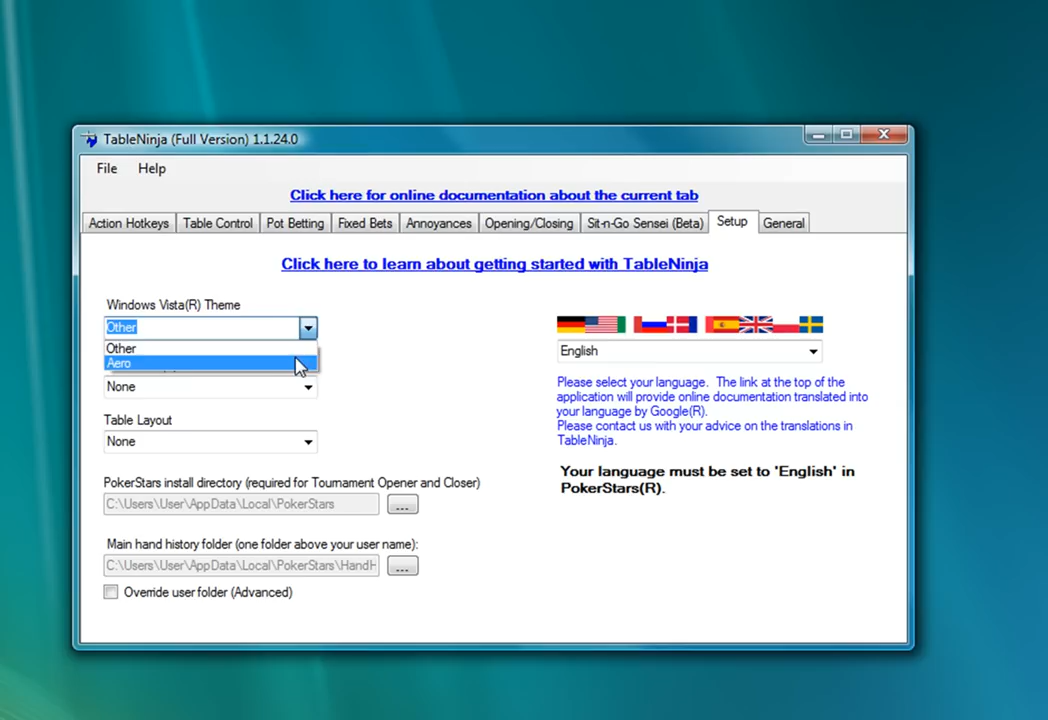 TableNinja (Full Version) 1.1.24.0
File Help
Click here for online documentation about the current tab
Action Hotkeys Table Control Pot Betting Fixed Bets Annoyances Opening/Closing Sit-n-Go Sensei (Beta) Setup General
Click here to learn about getting started with TableNinja
Windows Vista(R) Theme
Other
Other
Aero
None
Table Layout
None
PokerStars install directory (required for Tournament Opener and Closer)
C:\Users\User\AppData\Local\PokerStars ...
Main hand history folder (one folder above your user name):
C:\Users\User\AppData\Local\PokerStars\HandH ...
Override user folder (Advanced)
English
Please select your language. The link at the top of the
application will provide online documentation translated into
your language by Google(R).
Please contact us with your advice on the translations in
TableNinja.
Your language must be set to 'English' in
PokerStars(R).